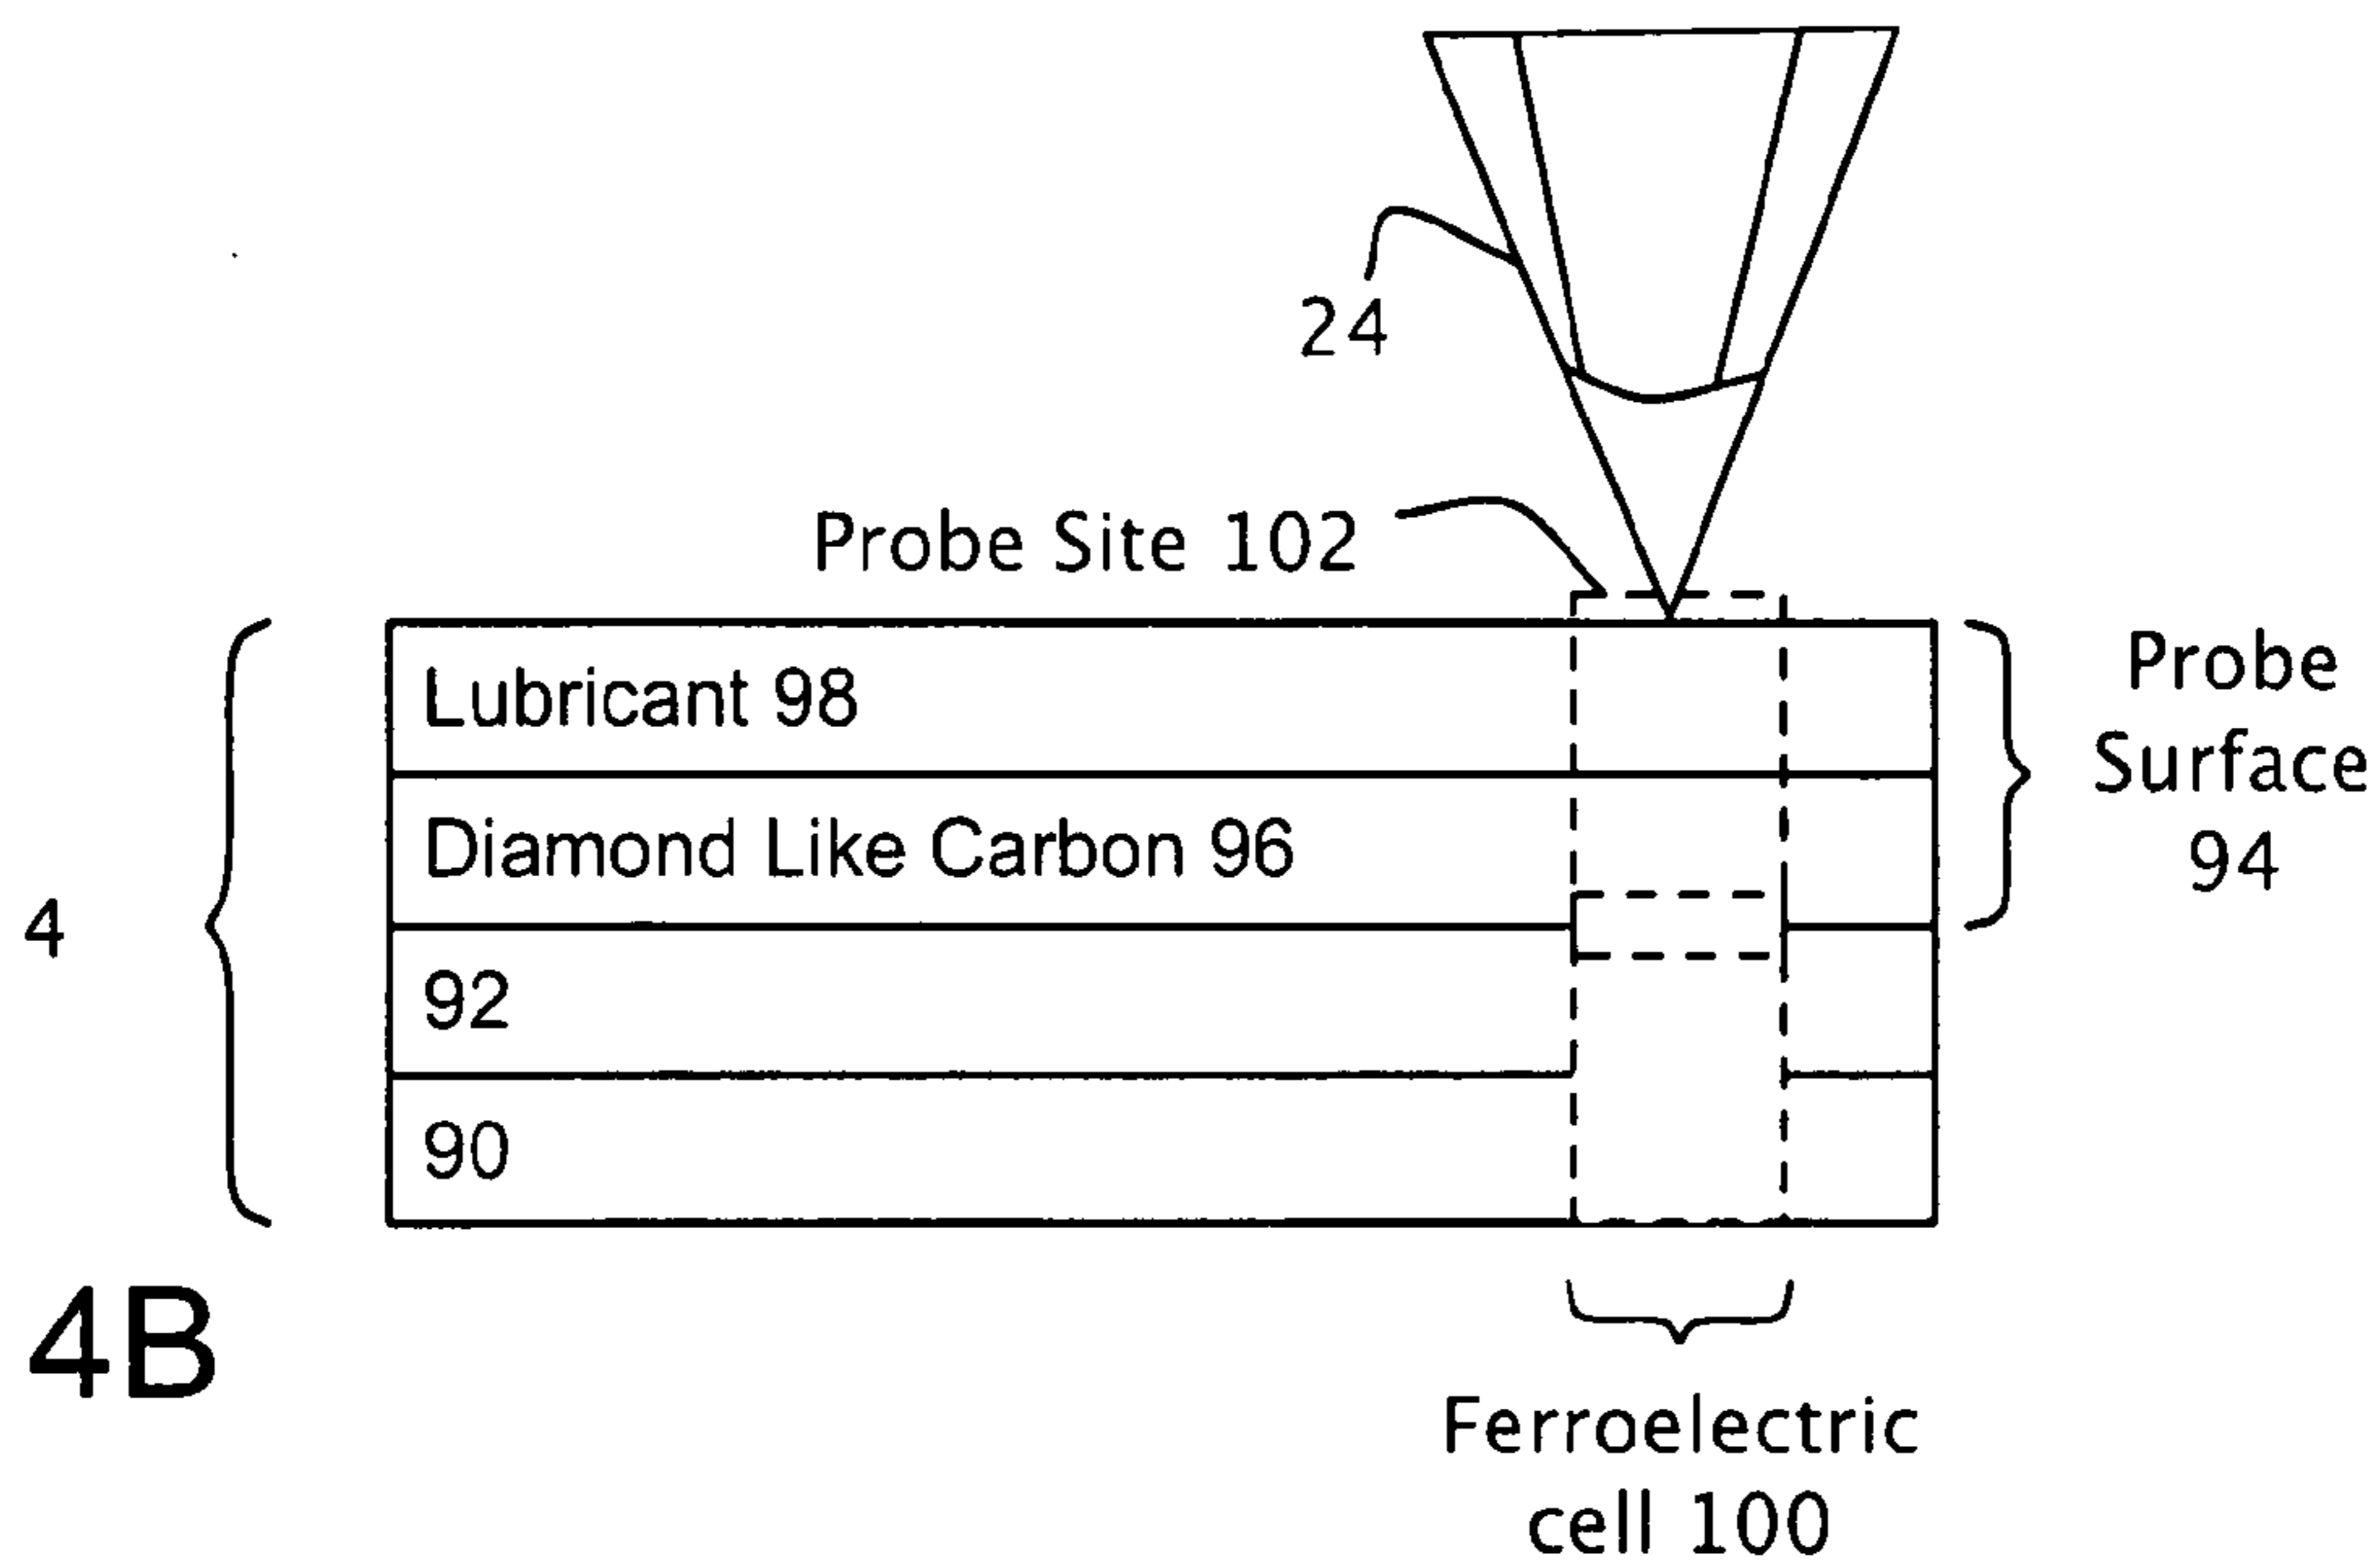 24
Probe Site 102
Lubricant 98
Probe
Surface
94
Diamond Like Carbon 96
4
92
90
4B
Ferroelectric
cell 100